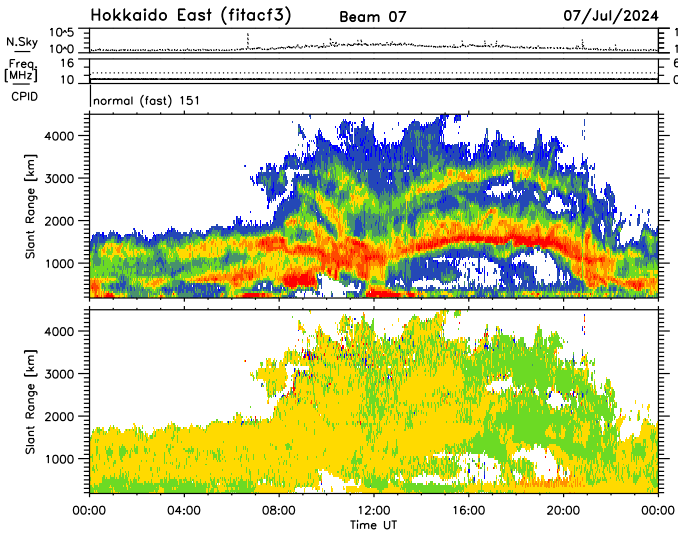 Hokkaido East (fitacf3) Beam 07 07/Jul/2024
N.Sky 10^5 10^0 1 1
Freq. [MHz] 16 10 6 0
CPID normal (fast) 151
Slant Range [km] 4000 3000 2000 1000
Slant Range [km] 4000 3000 2000 1000
00:00 04:00 08:00 12:00 16:00 20:00 00:00
Time UT